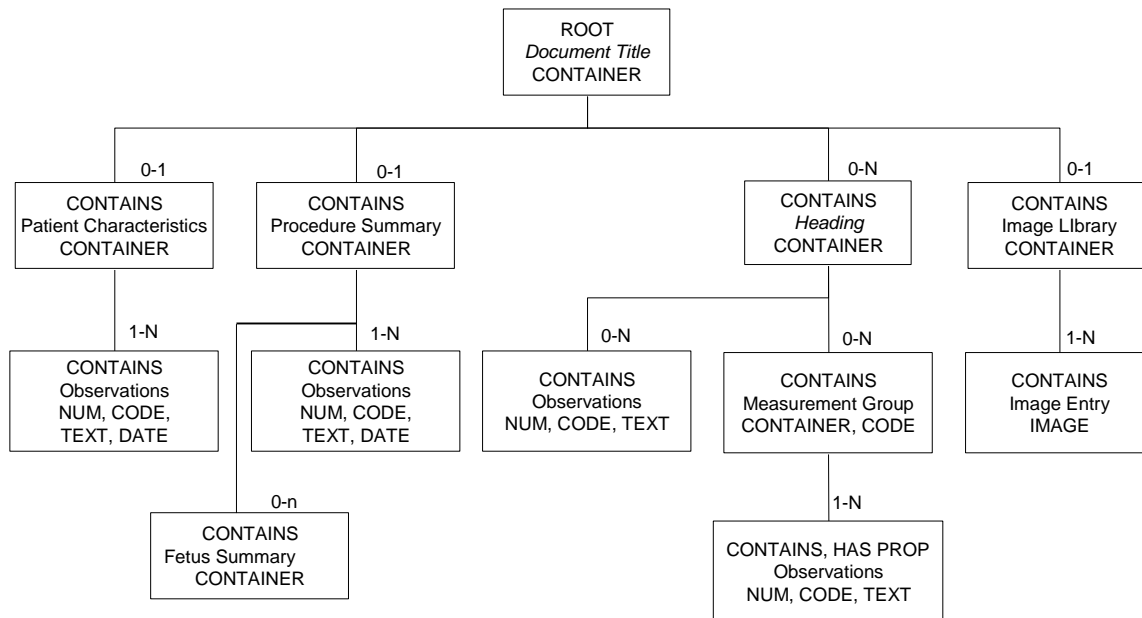 ROOT
Document Title
CONTAINER
0-1
0-1
0-N
0-1
CONTAINS
Patient Characteristics
CONTAINER
CONTAINS
Procedure Summary
CONTAINER
CONTAINS
Heading
CONTAINER
CONTAINS
Image LIbrary
CONTAINER
1-N
1-N
0-N
0-N
1-N
CONTAINS
Observations
NUM, CODE,
TEXT, DATE
CONTAINS
Observations
NUM, CODE,
TEXT, DATE
CONTAINS
Observations
NUM, CODE, TEXT
CONTAINS
Measurement Group
CONTAINER, CODE
CONTAINS
Image Entry
IMAGE
0-n
1-N
CONTAINS
Fetus Summary
CONTAINER
CONTAINS, HAS PROP
Observations
NUM, CODE, TEXT